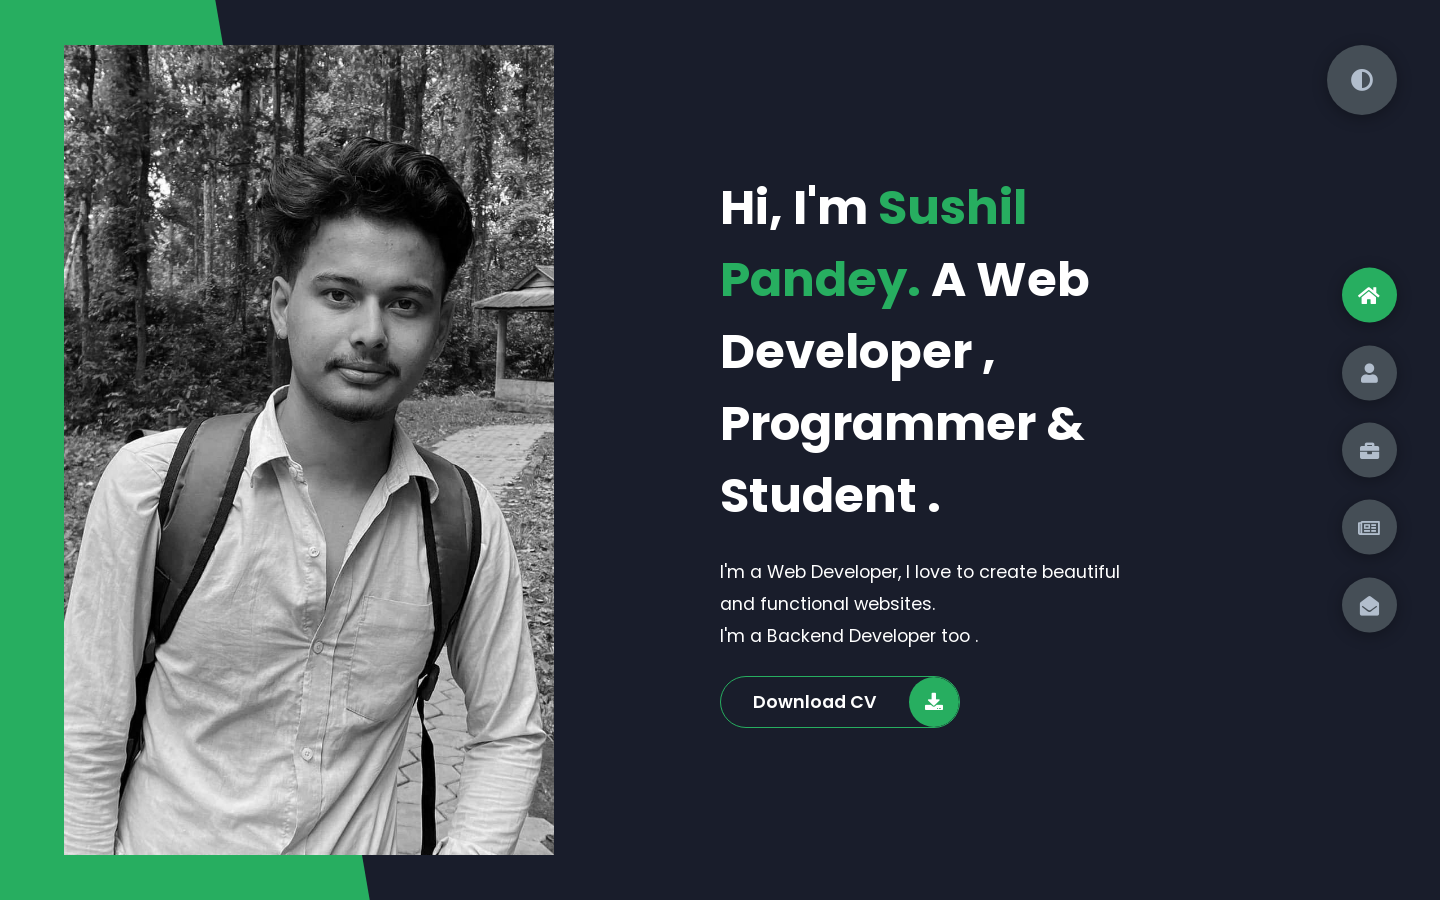 Hi, I'm Sushil
Pandey. A Web
Developer ,
Programmer &
Student .
I'm a Web Developer, I love to create beautiful
and functional websites.
I'm a Backend Developer too .
Download CV